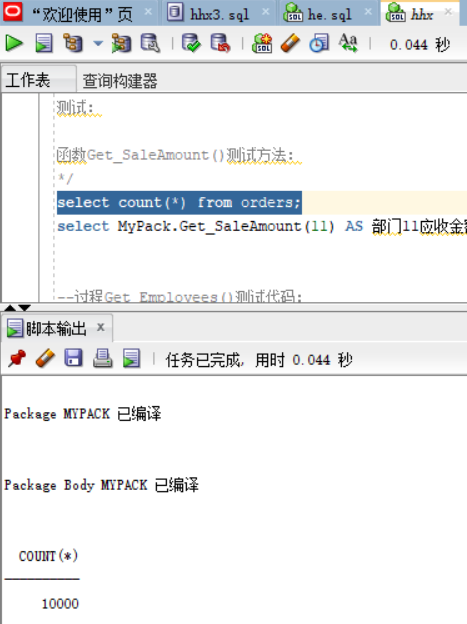 “欢迎使用”页 hhx3.sql he.sql hhx
0.044 秒
工作表 查询构建器
测试:
函数Get_SaleAmount()测试方法:
*/
select count(*) from orders;
select MyPack.Get_SaleAmount(11) AS 部门11应收金
--过程Get_Employees()测试代码:
脚本输出 x
任务已完成, 用时 0.044 秒
Package MYPACK 已编译
Package Body MYPACK 已编译
COUNT(*)
----------
10000